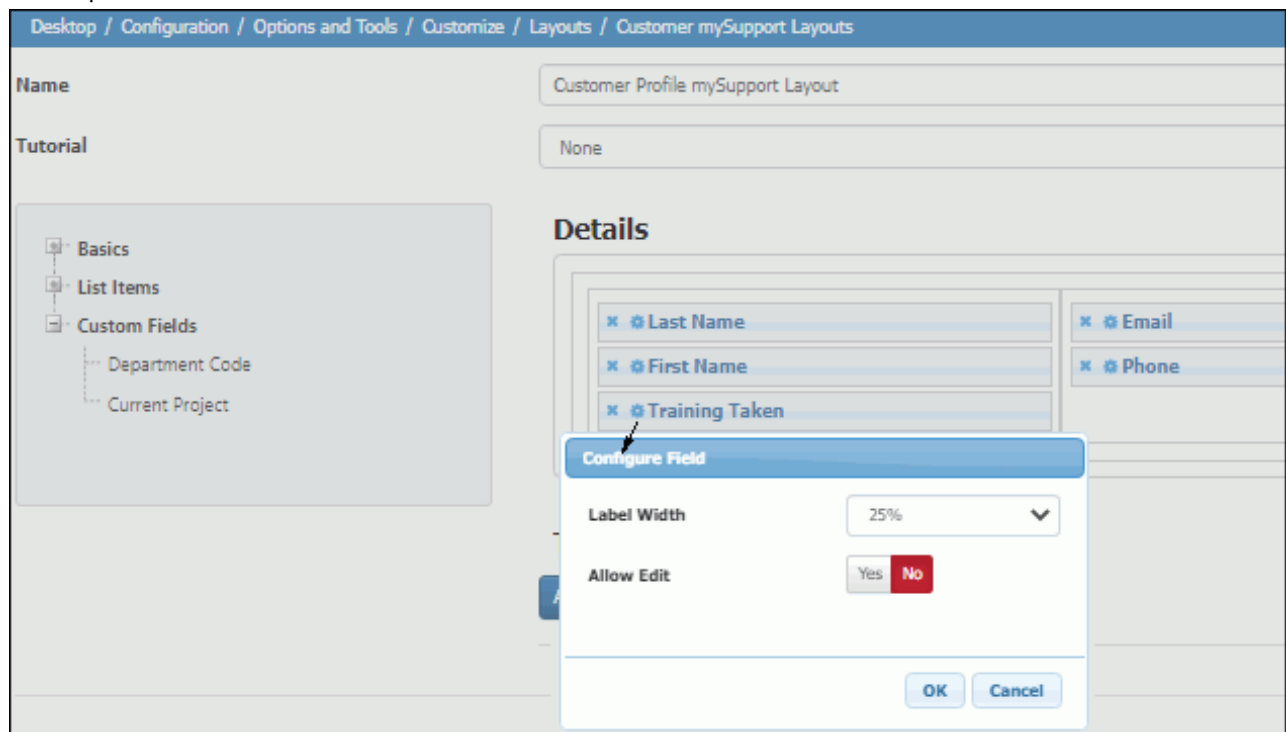 Desktop / Configuration / Options and Tools / Customize / Layouts / Customer mySupport Layouts
Name
Customer Profile mySupport Layout
Tutorial
None
Basics
List Items
Custom Fields
Department Code
Current Project
Details
Last Name
Email
First Name
Phone
Training Taken
Configure Field
Label Width
25%
Allow Edit
Yes No
OK Cancel